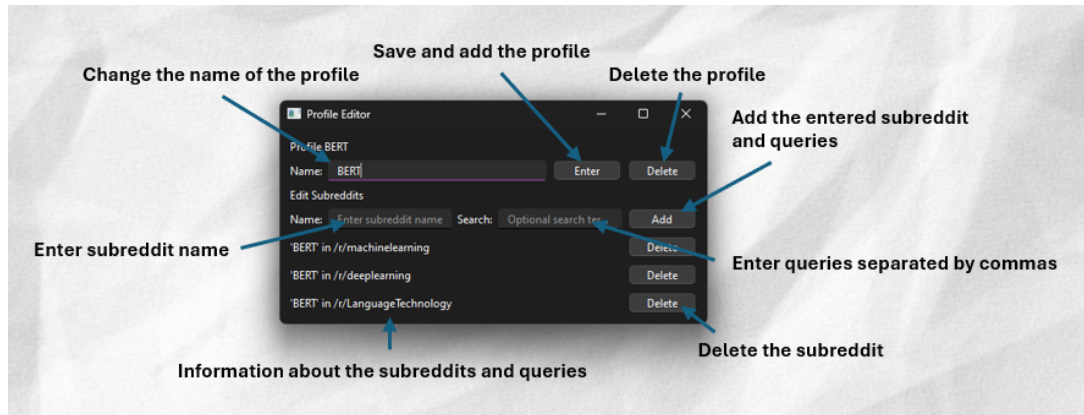 Save and add the profile
Change the name of the profile
Delete the profile
Add the entered subreddit
and queries
Profile Editor
Profile BERT
Name: BERT Enter Delete
Edit Subreddits
Name: Enter subreddit name Search: Optional search ter... Add
Enter subreddit name
'BERT' in /r/machinelearning Delete
Enter queries separated by commas
'BERT' in /r/deeplearning Delete
'BERT' in /r/LanguageTechnology Delete
Delete the subreddit
Information about the subreddits and queries